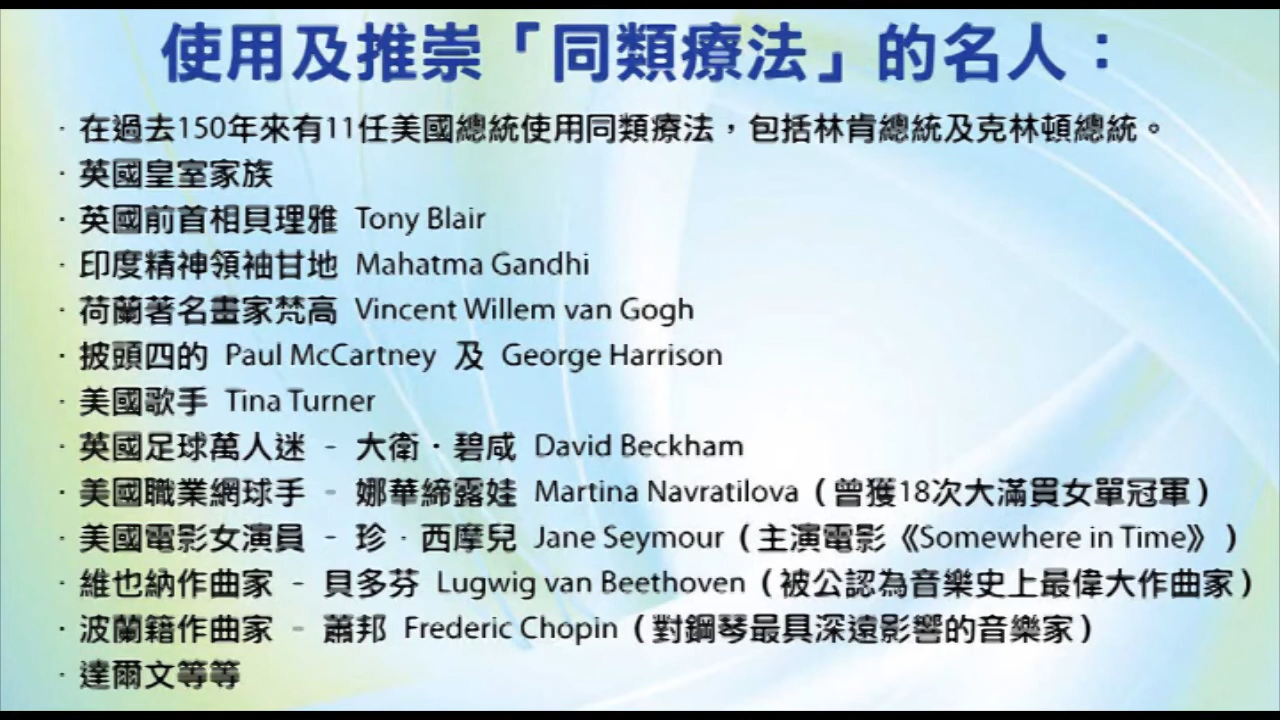 使用及推崇「同類療法」的名人：
· 在過去150年來有11任美國總統使用同類療法，包括林肯總統及克林頓總統。
· 英國皇室家族
· 英國前首相貝理雅 Tony Blair
· 印度精神領袖甘地 Mahatma Gandhi
· 荷蘭著名畫家梵高 Vincent Willem van Gogh
· 披頭四的 Paul McCartney 及 George Harrison
· 美國歌手 Tina Turner
· 英國足球萬人迷 - 大衛·碧咸 David Beckham
· 美國職業網球手 - 娜華締露娃 Martina Navratilova（曾獲18次大滿貫女單冠軍）
· 美國電影女演員 - 珍·西摩兒 Jane Seymour（主演電影《Somewhere in Time》）
· 維也納作曲家 - 貝多芬 Lugwig van Beethoven（被公認為音樂史上最偉大作曲家）
· 波蘭籍作曲家 - 蕭邦 Frederic Chopin（對鋼琴最具深遠影響的音樂家）
· 達爾文等等